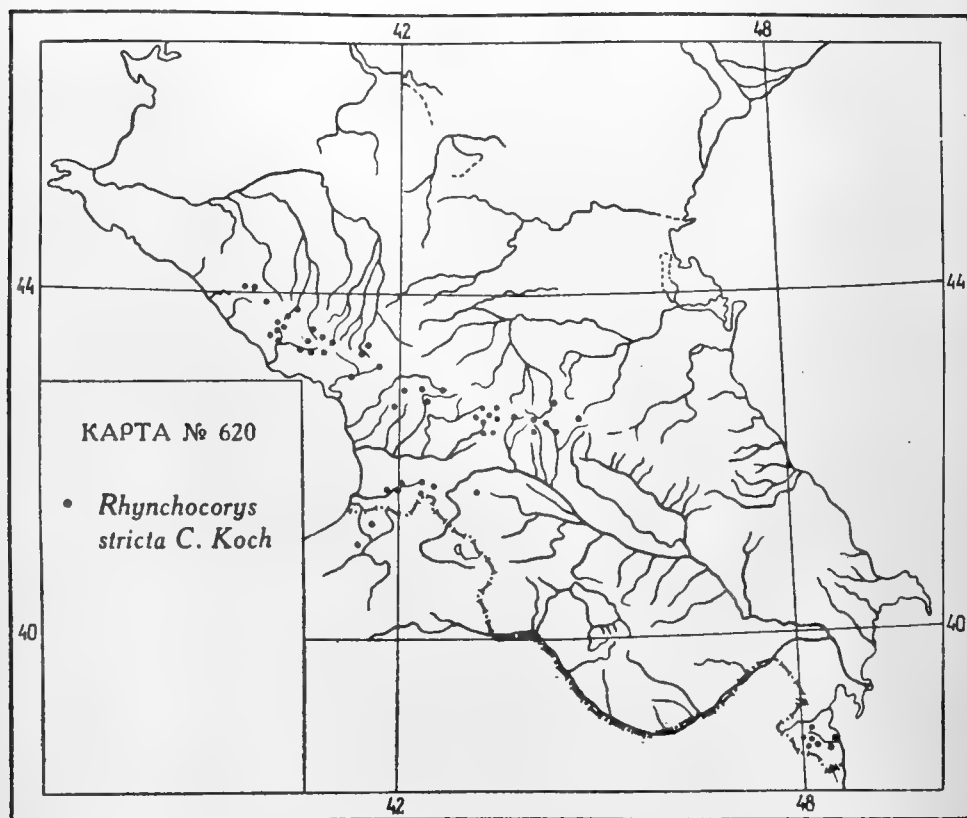 42 48
44 44
КАРТА № 620
• Rhynchocorys
stricta C. Koch
40 40
42 48